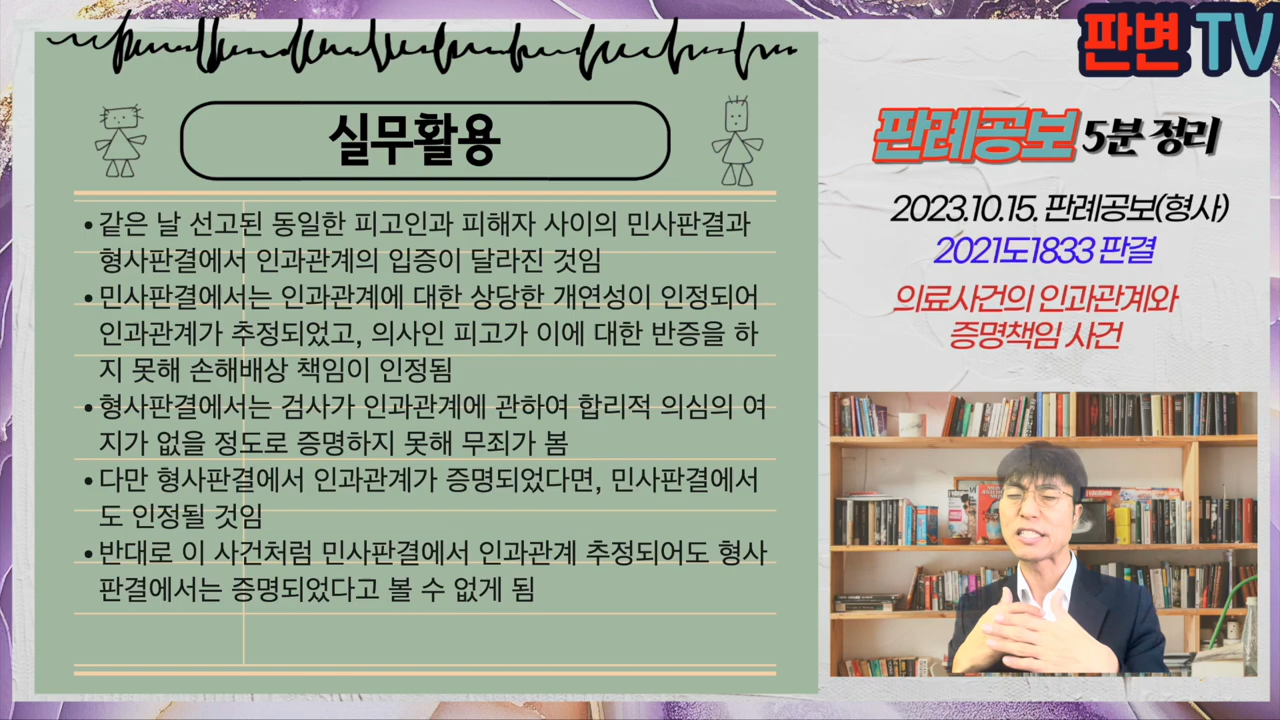 판변 TV
실무활용
• 같은 날 선고된 동일한 피고인과 피해자 사이의 민사판결과
형사판결에서 인과관계의 입증이 달라진 것임
• 민사판결에서는 인과관계에 대한 상당한 개연성이 인정되어
인과관계가 추정되었고, 의사인 피고가 이에 대한 반증을 하
지 못해 손해배상 책임이 인정됨
• 형사판결에서는 검사가 인과관계에 관하여 합리적 의심의 여
지가 없을 정도로 증명하지 못해 무죄가 봄
• 다만 형사판결에서 인과관계가 증명되었다면, 민사판결에서
도 인정될 것임
• 반대로 이 사건처럼 민사판결에서 인과관계 추정되어도 형사
판결에서는 증명되었다고 볼 수 없게 됨
판례공보 5분 정리
2023.10.15. 판례공보(형사)
2021도1833 판결
의료사건의 인과관계와
증명책임 사건